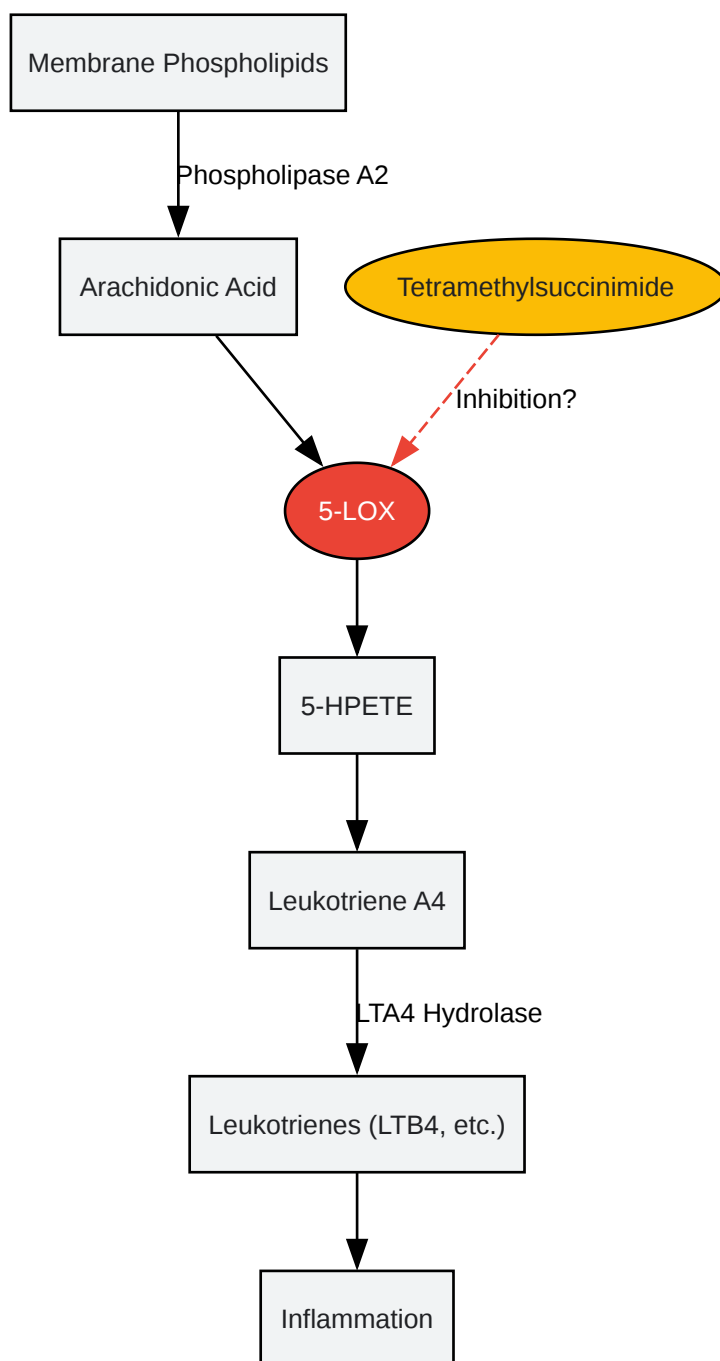 Membrane Phospholipids
Phospholipase A2
Arachidonic Acid
Tetramethylsuccinimide
Inhibition?
5-LOX
5-HPETE
Leukotriene A4
LTA4 Hydrolase
Leukotrienes (LTB4, etc.)
Inflammation